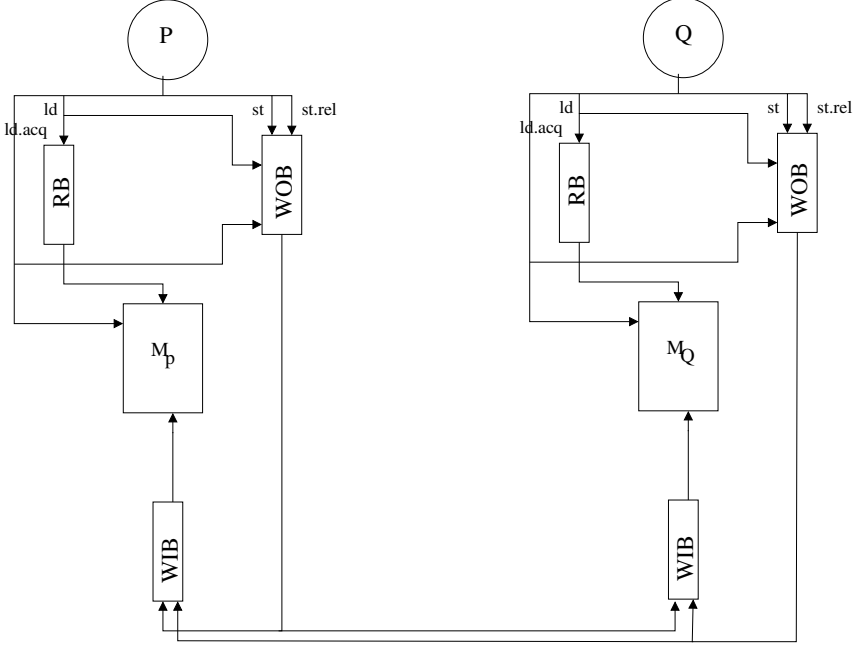 P
Q
ld
st
st.rel
ld
st
st.rel
ld.acq
ld.acq
RB
WOB
RB
WOB
Mp
MQ
WIB
WIB